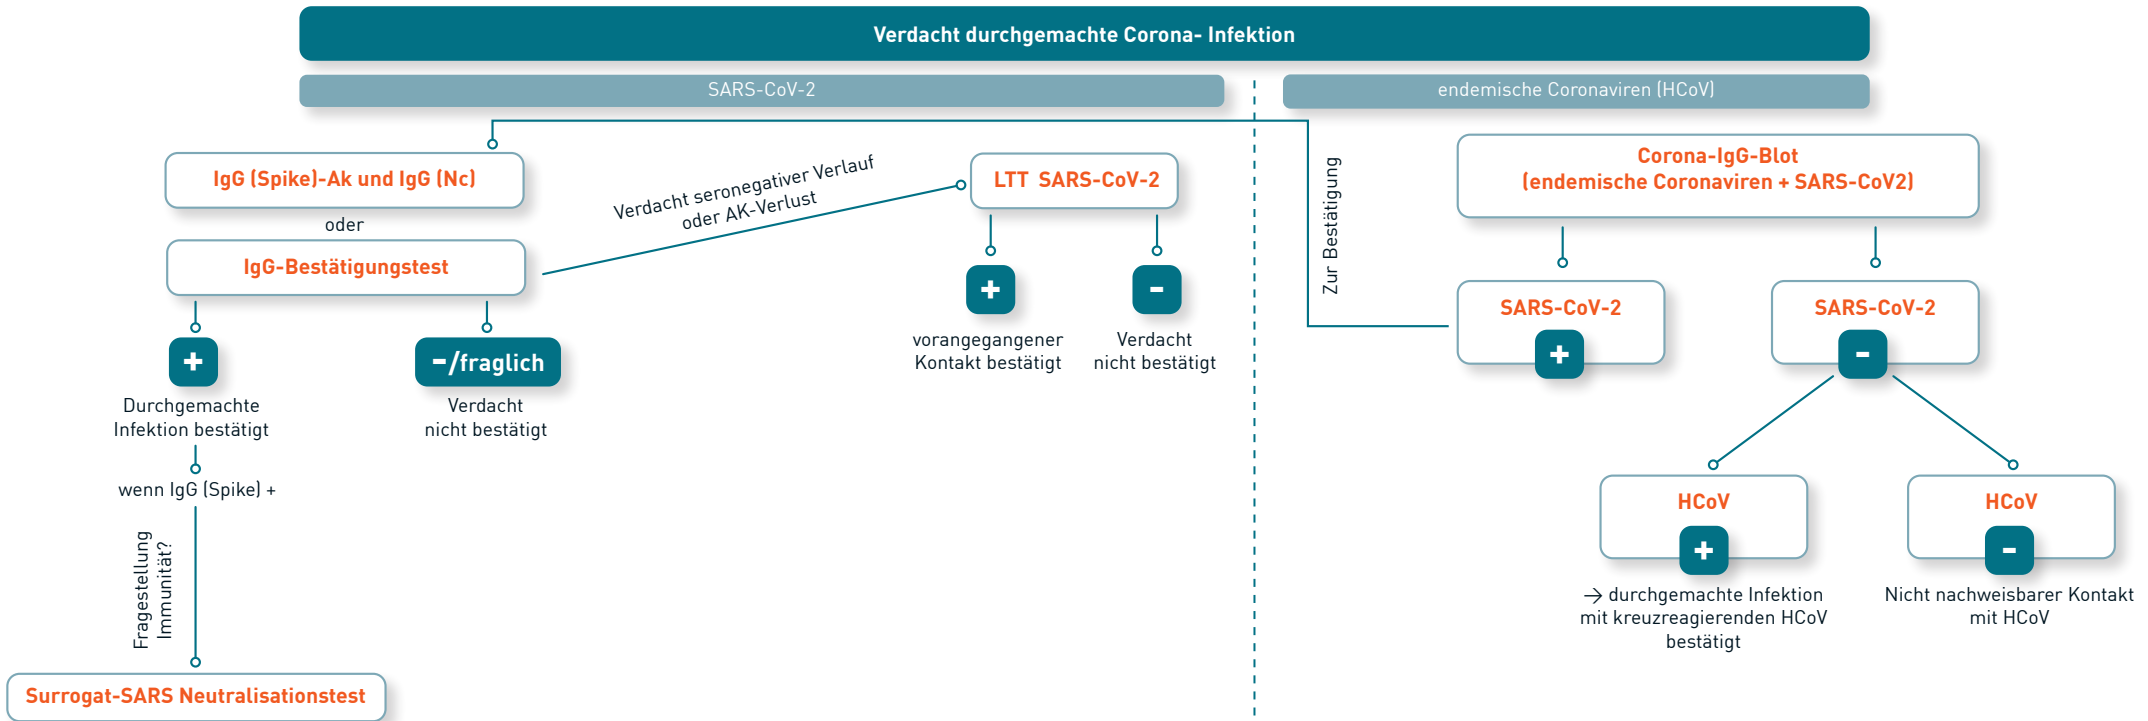 Verdacht durchgemachte Corona- Infektion
SARS-CoV-2
endemische Coronaviren (HCoV)
IgG (Spike)-Ak und IgG (Nc)
oder
IgG-Bestätigungstest
Verdacht seronegativer Verlauf
oder AK-Verlust
LTT SARS-CoV-2
+
vorangegangener
Kontakt bestätigt
-
Verdacht
nicht bestätigt
+
Durchgemachte
Infektion bestätigt
-/fraglich
Verdacht
nicht bestätigt
wenn IgG (Spike) +
Fragestellung
Immunität?
Surrogat-SARS Neutralisationstest
Zur Bestätigung
Corona-IgG-Blot
(endemische Coronaviren + SARS-CoV2)
SARS-CoV-2
+
SARS-CoV-2
-
HCoV
+
→ durchgemachte Infektion
mit kreuzreagierenden HCoV
bestätigt
HCoV
-
Nicht nachweisbarer Kontakt
mit HCoV